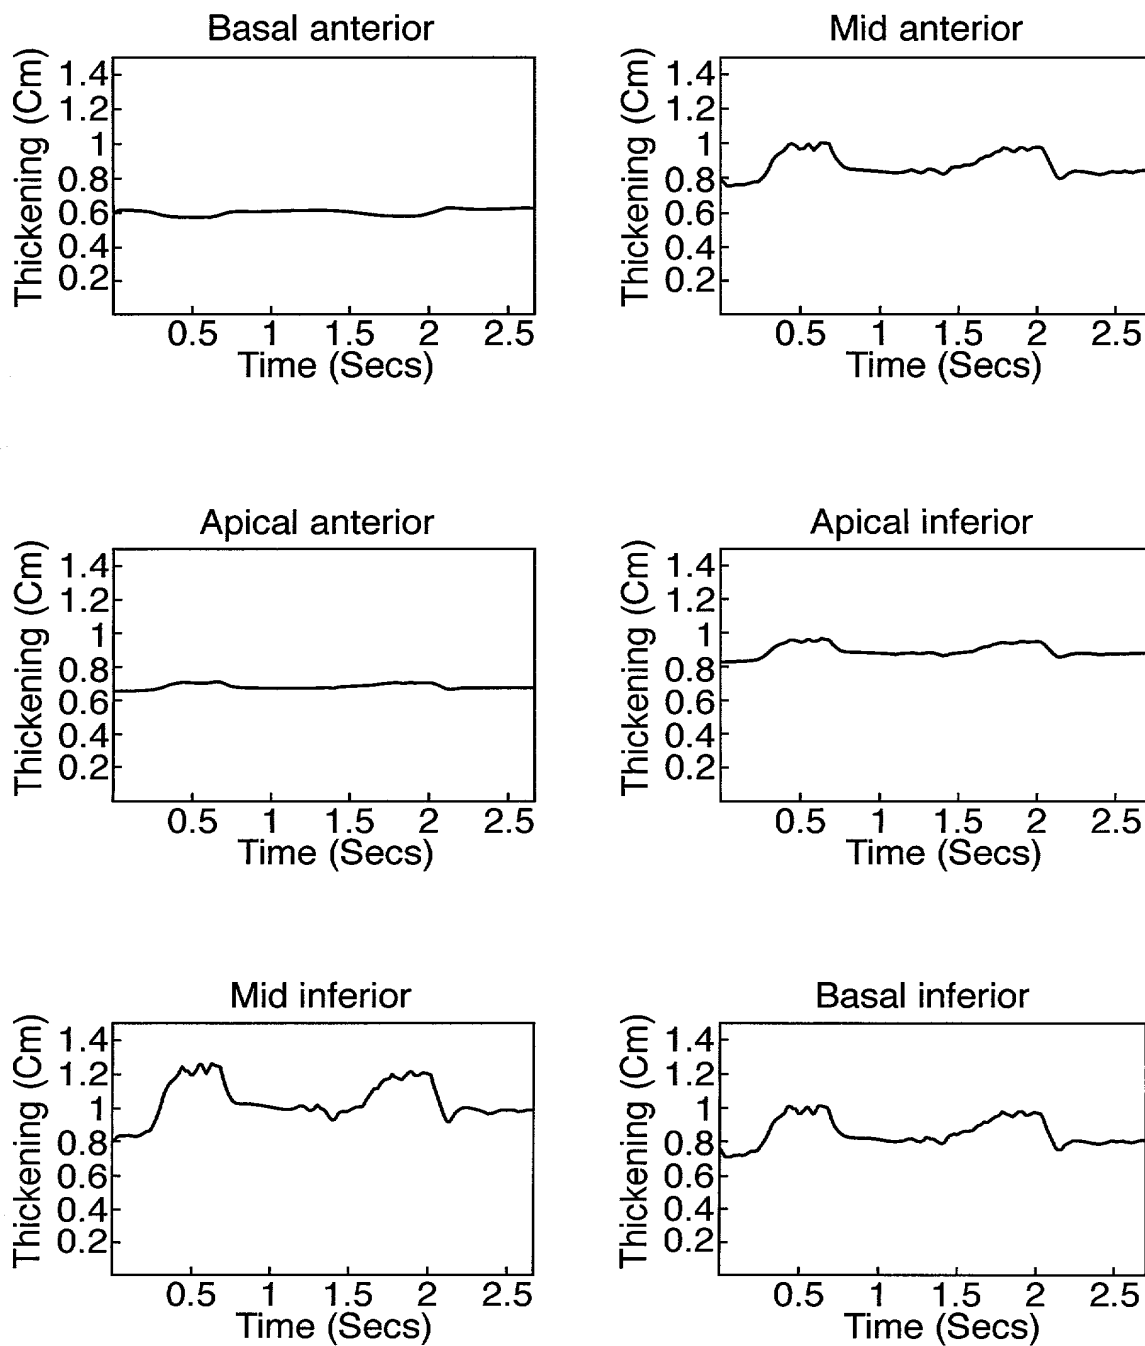 Basal anterior
Thickening (Cm)
1.4
1.2
1
0.8
0.6
0.4
0.2
0.5 1 1.5 2 2.5
Time (Secs)
Mid anterior
Thickening (Cm)
1.4
1.2
1
0.8
0.6
0.4
0.2
0.5 1 1.5 2 2.5
Time (Secs)
Apical anterior
Thickening (Cm)
1.4
1.2
1
0.8
0.6
0.4
0.2
0.5 1 1.5 2 2.5
Time (Secs)
Apical inferior
Thickening (Cm)
1.4
1.2
1
0.8
0.6
0.4
0.2
0.5 1 1.5 2 2.5
Time (Secs)
Mid inferior
Thickening (Cm)
1.4
1.2
1
0.8
0.6
0.4
0.2
0.5 1 1.5 2 2.5
Time (Secs)
Basal inferior
Thickening (Cm)
1.4
1.2
1
0.8
0.6
0.4
0.2
0.5 1 1.5 2 2.5
Time (Secs)